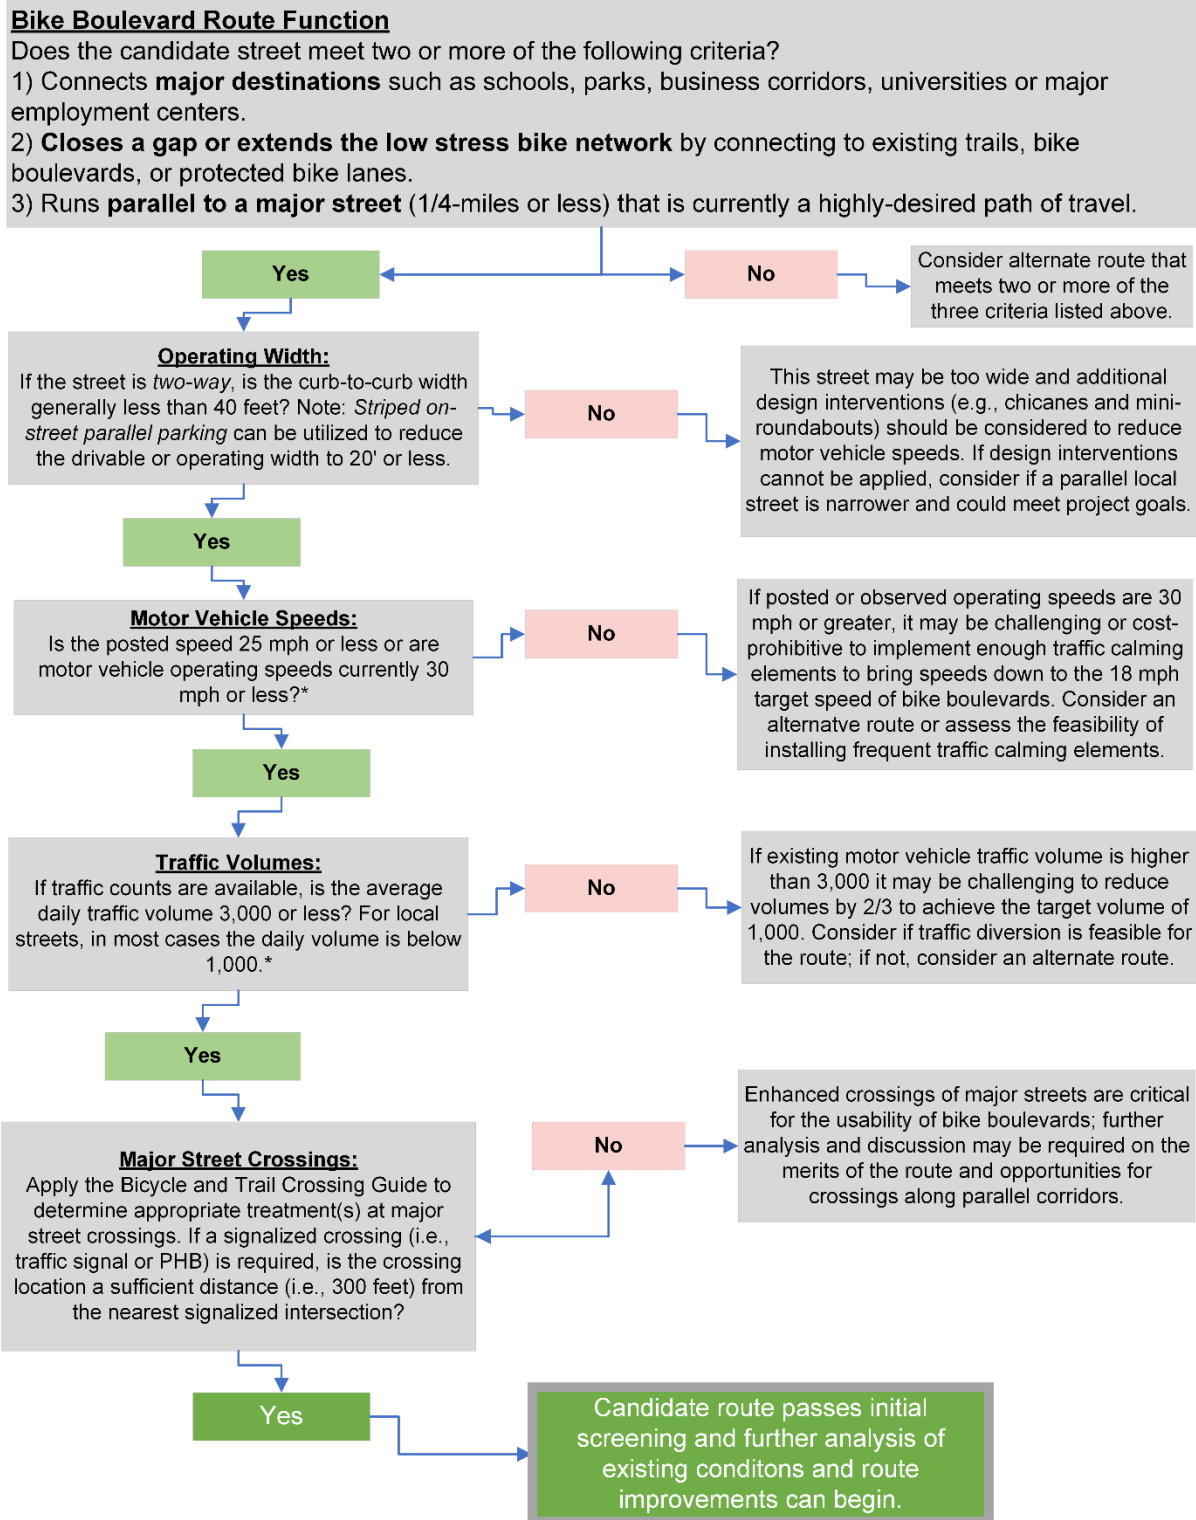 Bike Boulevard Route Function
Does the candidate street meet two or more of the following criteria?
1) Connects major destinations such as schools, parks, business corridors, universities or major
employment centers.
2) Closes a gap or extends the low stress bike network by connecting to existing trails, bike
boulevards, or protected bike lanes.
3) Runs parallel to a major street (1/4-miles or less) that is currently a highly-desired path of travel.
Yes
No
Consider alternate route that
meets two or more of the
three criteria listed above.
Operating Width:
If the street is two-way, is the curb-to-curb width
generally less than 40 feet? Note: Striped on-
street parallel parking can be utilized to reduce
the drivable or operating width to 20' or less.
No
This street may be too wide and additional
design interventions (e.g., chicanes and mini-
roundabouts) should be considered to reduce
motor vehicle speeds. If design interventions
cannot be applied, consider if a parallel local
street is narrower and could meet project goals.
Yes
Motor Vehicle Speeds:
Is the posted speed 25 mph or less or are
motor vehicle operating speeds currently 30
mph or less?*
No
If posted or observed operating speeds are 30
mph or greater, it may be challenging or cost-
prohibitive to implement enough traffic calming
elements to bring speeds down to the 18 mph
target speed of bike boulevards. Consider an
alternatve route or assess the feasibility of
installing frequent traffic calming elements.
Yes
Traffic Volumes:
If traffic counts are available, is the average
daily traffic volume 3,000 or less? For local
streets, in most cases the daily volume is below
1,000.*
No
If existing motor vehicle traffic volume is higher
than 3,000 it may be challenging to reduce
volumes by 2/3 to achieve the target volume of
1,000. Consider if traffic diversion is feasible for
the route; if not, consider an alternate route.
Yes
Major Street Crossings:
Apply the Bicycle and Trail Crossing Guide to
determine appropriate treatment(s) at major
street crossings. If a signalized crossing (i.e.,
traffic signal or PHB) is required, is the crossing
location a sufficient distance (i.e., 300 feet) from
the nearest signalized intersection?
No
Enhanced crossings of major streets are critical
for the usability of bike boulevards; further
analysis and discussion may be required on the
merits of the route and opportunities for
crossings along parallel corridors.
Yes
Candidate route passes initial
screening and further analysis of
existing conditons and route
improvements can begin.